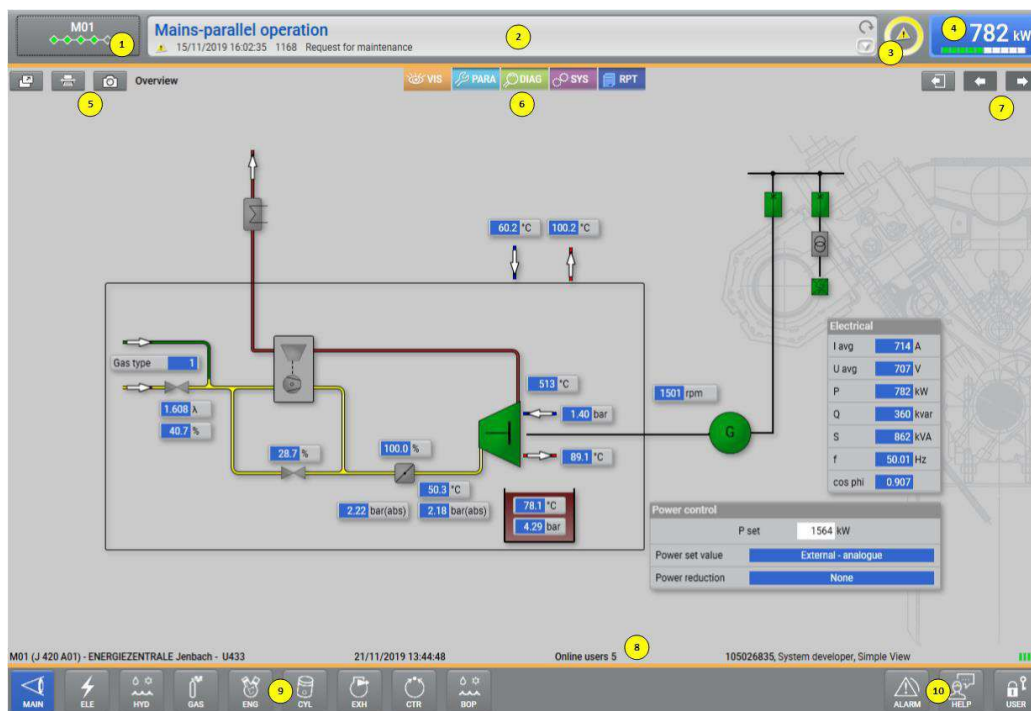 M01
1
Mains-parallel operation
15/11/2019 16:02:35 1168 Request for maintenance
2
3
4
782 kW
5
Overview
VIS PARA DIAG SYS RPT
6
7
60.2 °C 100.2 °C
Gas type 1
1.608 λ
40.7 %
28.7 %
100.0 %
50.3 °C
2.22 bar(abs) 2.18 bar(abs)
513 °C
1.40 bar
89.1 °C
78.1 °C
4.29 bar
1501 rpm
G
Electrical
I avg 714 A
U avg 707 V
P 782 kW
Q 360 kvar
S 862 kVA
f 50.01 Hz
cos phi 0.907
Power control
P set 1564 kW
Power set value External - analogue
Power reduction None
8
M01 (J 420 A01) - ENERGIEZENTRALE Jenbach - U433 21/11/2019 13:44:48 Online users 5 105026835, System developer, Simple View
MAIN ELE HYD GAS ENG 9 CYL EXH CTR BOP ALARM 10 HELP USER